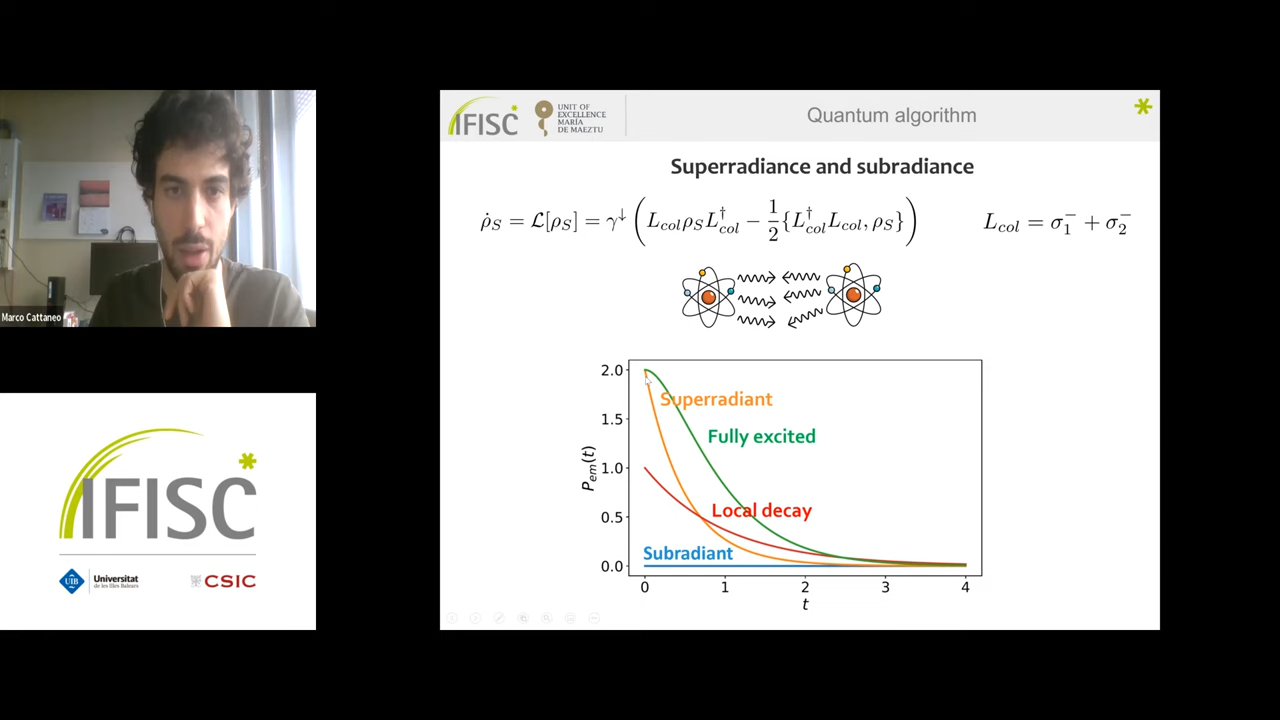 Marco Cattaneo
IFISC
UIB
Universitat
de les Illes Balears
CSIC
IFISC
UNIT OF
EXCELLENCE
MARÍA
DE MAEZTU
Quantum algorithm
Superradiance and subradiance
ρ̇_S = ℒ[ρ_S] = γ^↓ ( L_col ρ_S L_col^† − 1/2 {L_col^† L_col, ρ_S} )
L_col = σ_1^− + σ_2^−
2.0
1.5
1.0
0.5
0.0
P_em(t)
Superradiant
Fully excited
Local decay
Subradiant
0 1 2 3 4
t